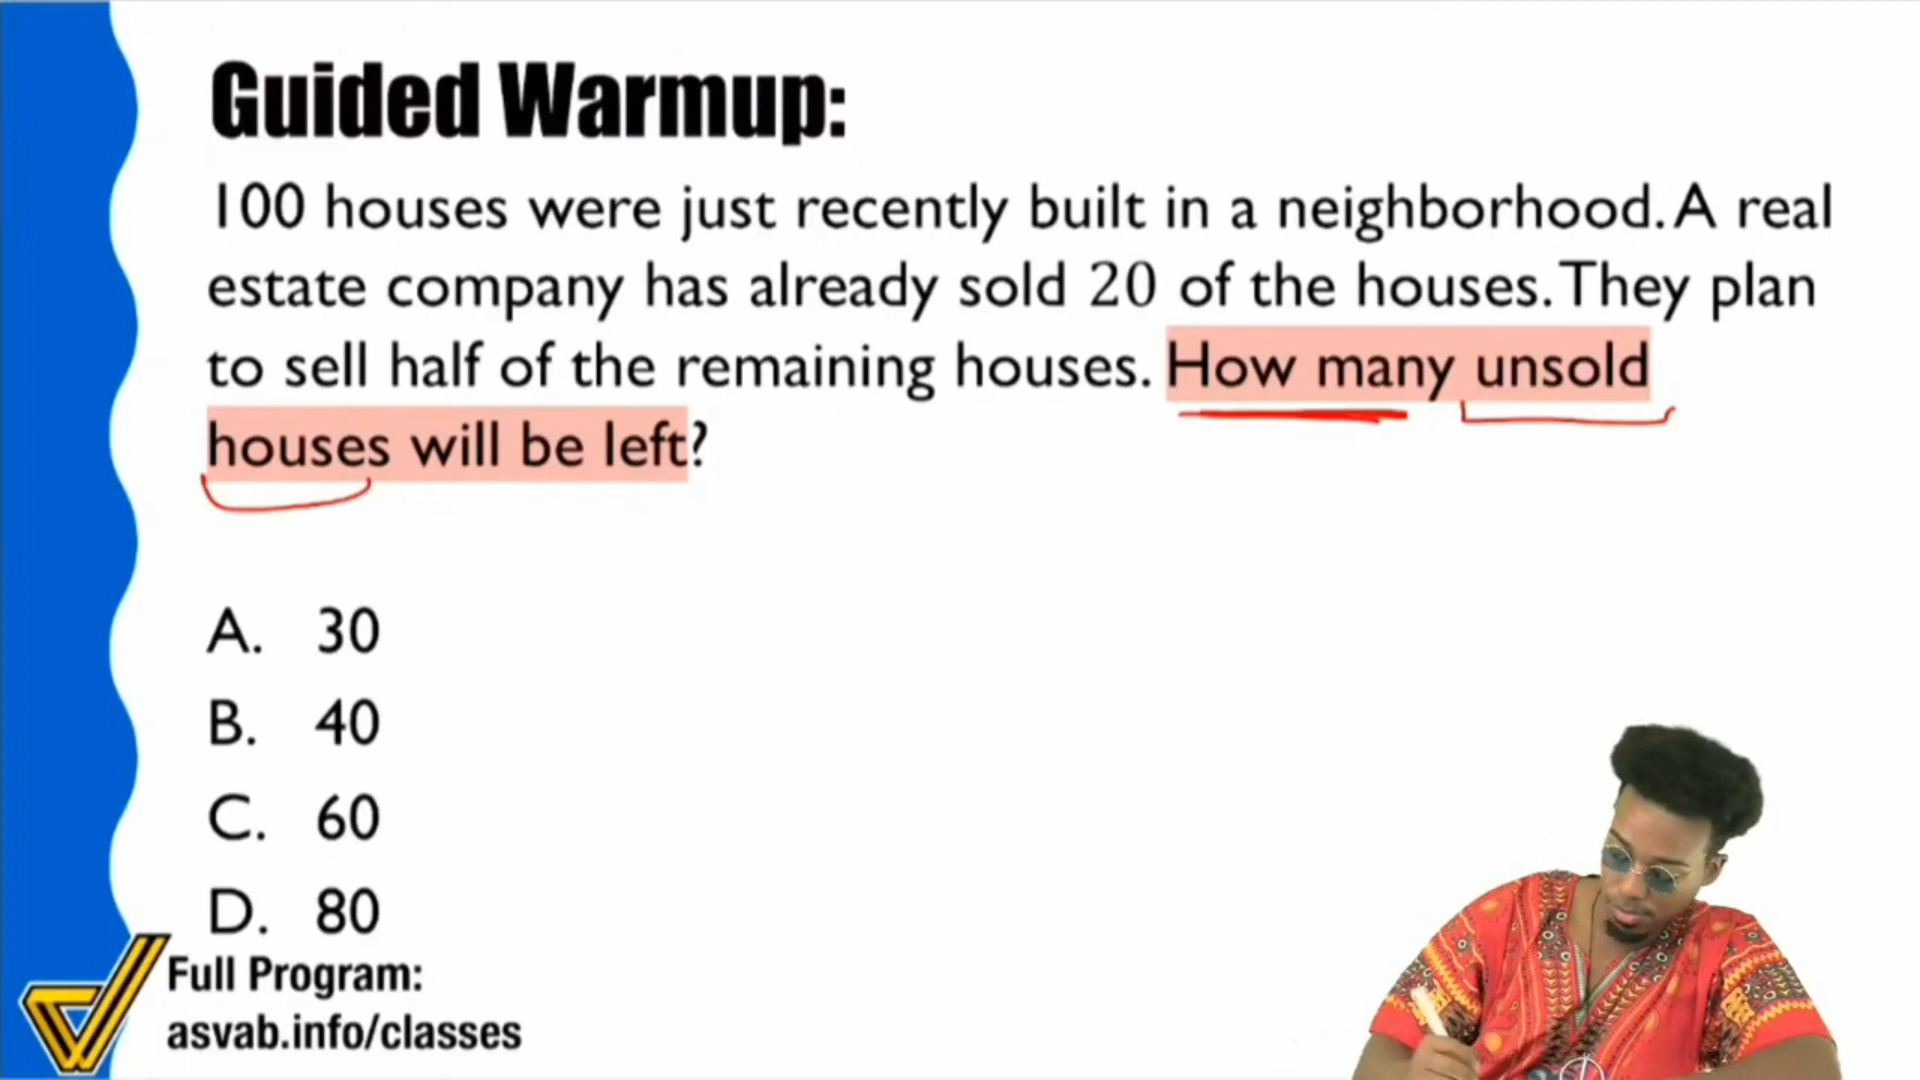 Guided Warmup:
100 houses were just recently built in a neighborhood. A real
estate company has already sold 20 of the houses. They plan
to sell half of the remaining houses. How many unsold
houses will be left?
A. 30
B. 40
C. 60
D. 80
Full Program:
asvab.info/classes